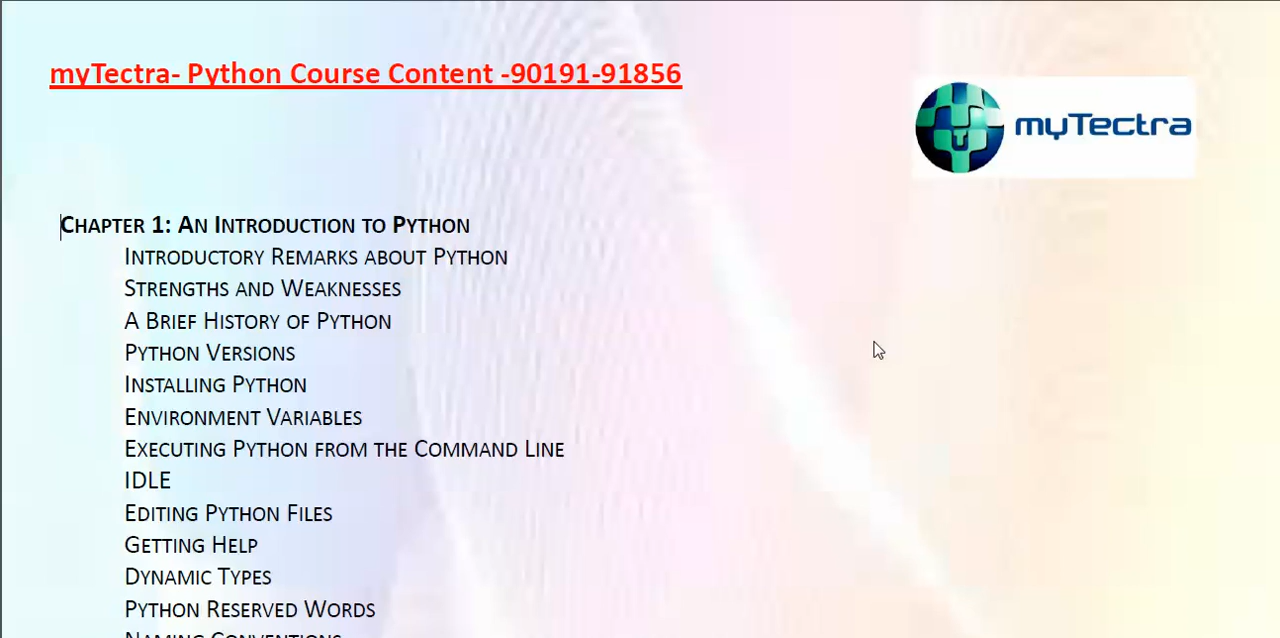 myTectra- Python Course Content -90191-91856
myTectra
CHAPTER 1: AN INTRODUCTION TO PYTHON
INTRODUCTORY REMARKS ABOUT PYTHON
STRENGTHS AND WEAKNESSES
A BRIEF HISTORY OF PYTHON
PYTHON VERSIONS
INSTALLING PYTHON
ENVIRONMENT VARIABLES
EXECUTING PYTHON FROM THE COMMAND LINE
IDLE
EDITING PYTHON FILES
GETTING HELP
DYNAMIC TYPES
PYTHON RESERVED WORDS
NAMING CONVENTIONS